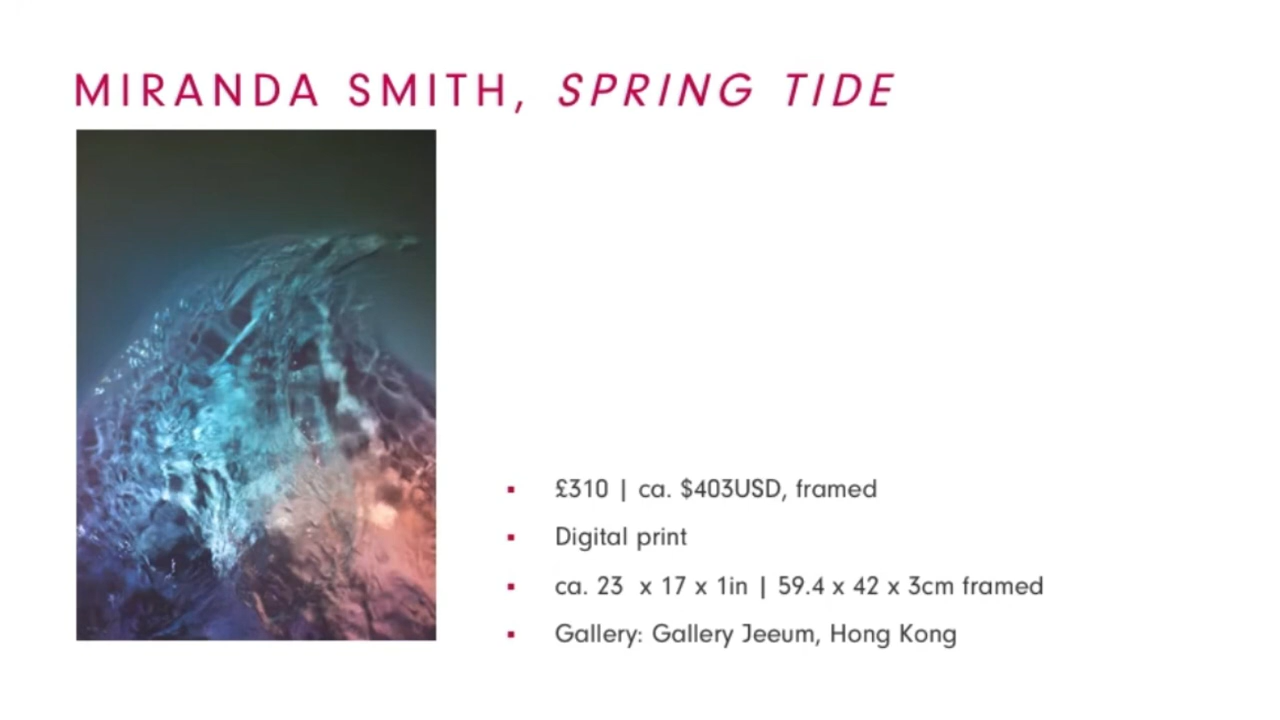 MIRANDA SMITH, SPRING TIDE
▪ £310 | ca. $403USD, framed
▪ Digital print
▪ ca. 23  x 17 x 1in | 59.4 x 42 x 3cm framed
▪ Gallery: Gallery Jeeum, Hong Kong